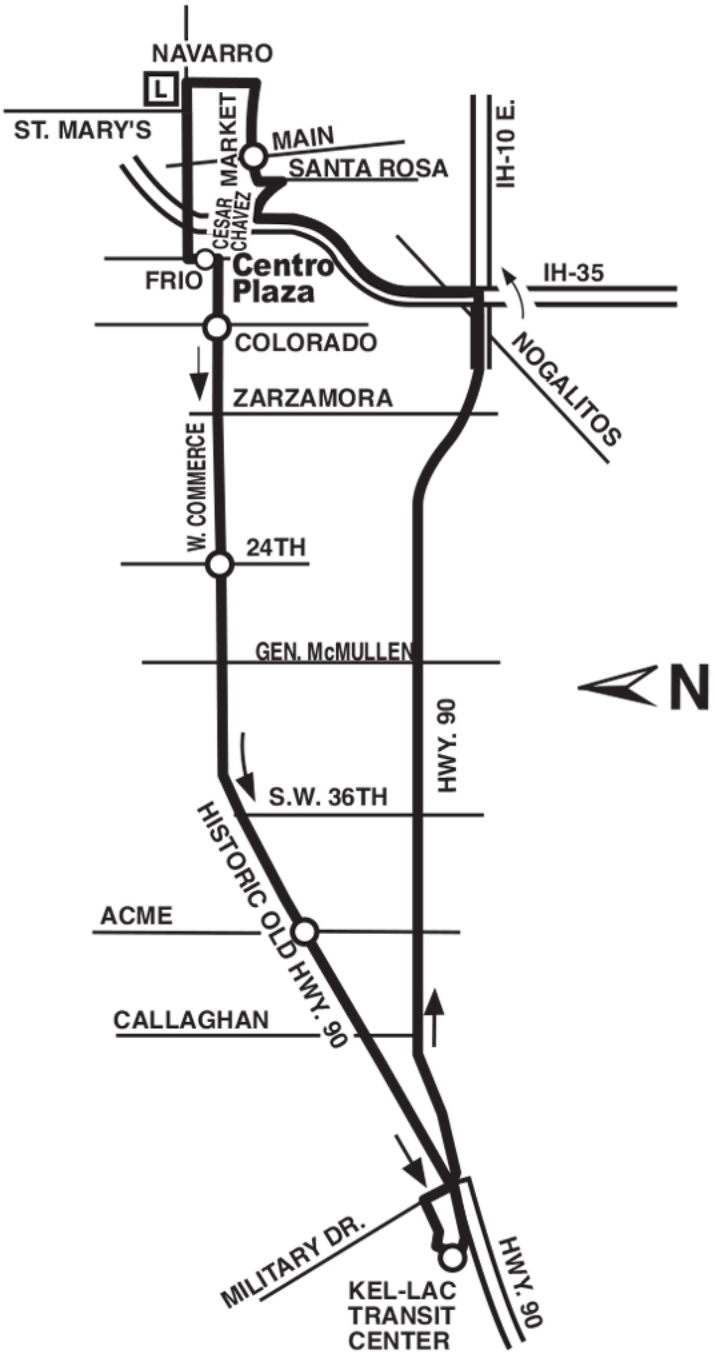 NAVARRO
L
ST. MARY'S
MARKET
MAIN
SANTA ROSA
IH-10 E.
CESAR
CHAVEZ
FRIO
Centro
Plaza
IH-35
COLORADO
NOGALITOS
ZARZAMORA
W. COMMERCE
24TH
GEN. McMULLEN
N
HWY. 90
S.W. 36TH
HISTORIC OLD HWY. 90
ACME
CALLAGHAN
MILITARY DR.
HWY. 90
KEL-LAC
TRANSIT
CENTER